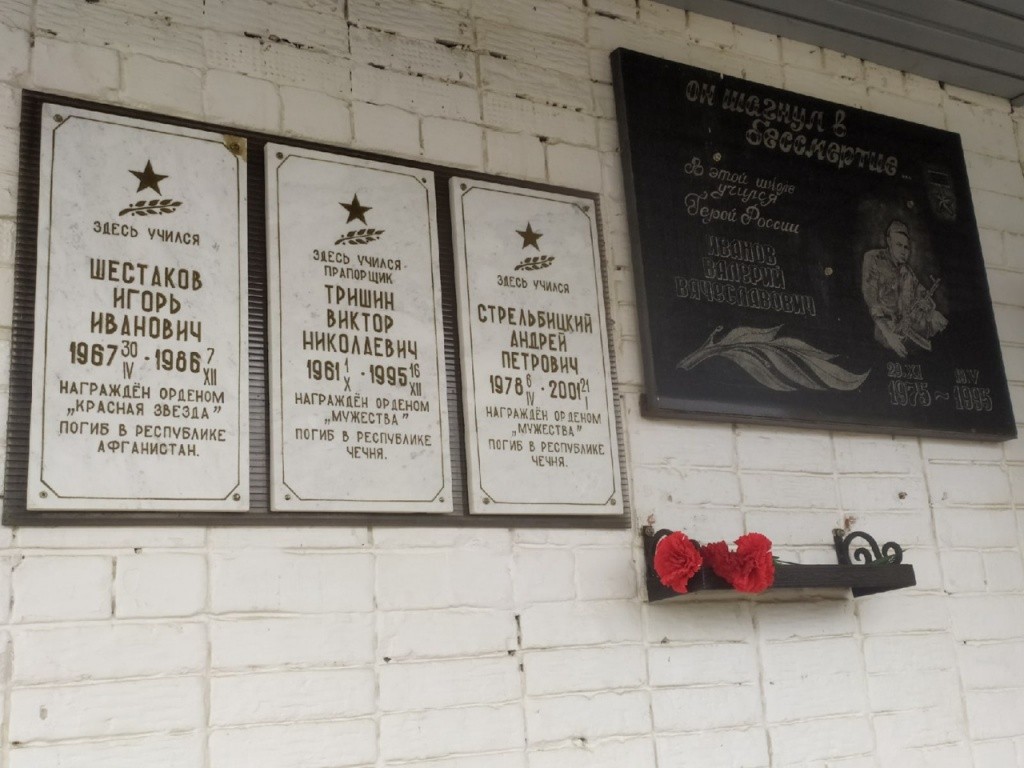 ЗДЕСЬ УЧИЛСЯ
ШЕСТАКОВ
ИГОРЬ
ИВАНОВИЧ
1967 30 IV - 1986 7 XII
НАГРАЖДЁН ОРДЕНОМ
„КРАСНАЯ ЗВЕЗДА"
ПОГИБ В РЕСПУБЛИКЕ
АФГАНИСТАН.
ЗДЕСЬ УЧИЛСЯ
ПРАПОРЩИК
ТРИШИН
ВИКТОР
НИКОЛАЕВИЧ
1961 1 X - 1995 16 XII
НАГРАЖДЁН ОРДЕНОМ
„МУЖЕСТВА"
ПОГИБ В РЕСПУБЛИКЕ
ЧЕЧНЯ.
ЗДЕСЬ УЧИЛСЯ
СТРЕЛЬБИЦКИЙ
АНДРЕЙ
ПЕТРОВИЧ
1978 6 IV - 2001 21 I
НАГРАЖДЁН ОРДЕНОМ
„МУЖЕСТВА"
ПОГИБ В РЕСПУБЛИКЕ
ЧЕЧНЯ.
Он шагнул в
бессмертие...
В этой школе
учился
Герой России
ИВАНОВ
ВАЛЕРИЙ
ВЯЧЕСЛАВОВИЧ
1975 ~ 1995